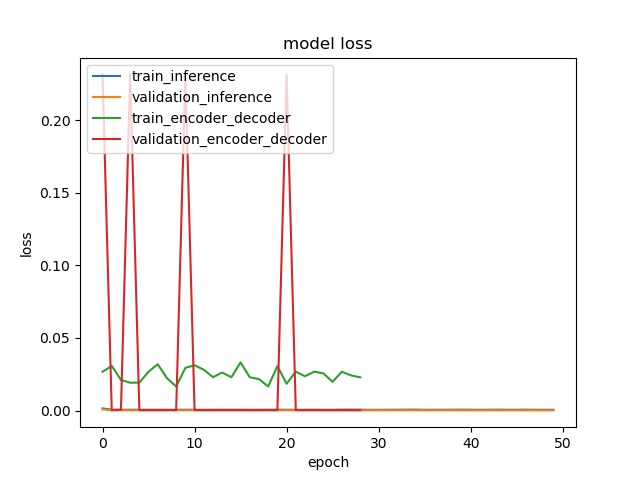 model loss
train_inference
validation_inference
train_encoder_decoder
validation_encoder_decoder
loss
0.20
0.15
0.10
0.05
0.00
0 10 20 30 40 50
epoch